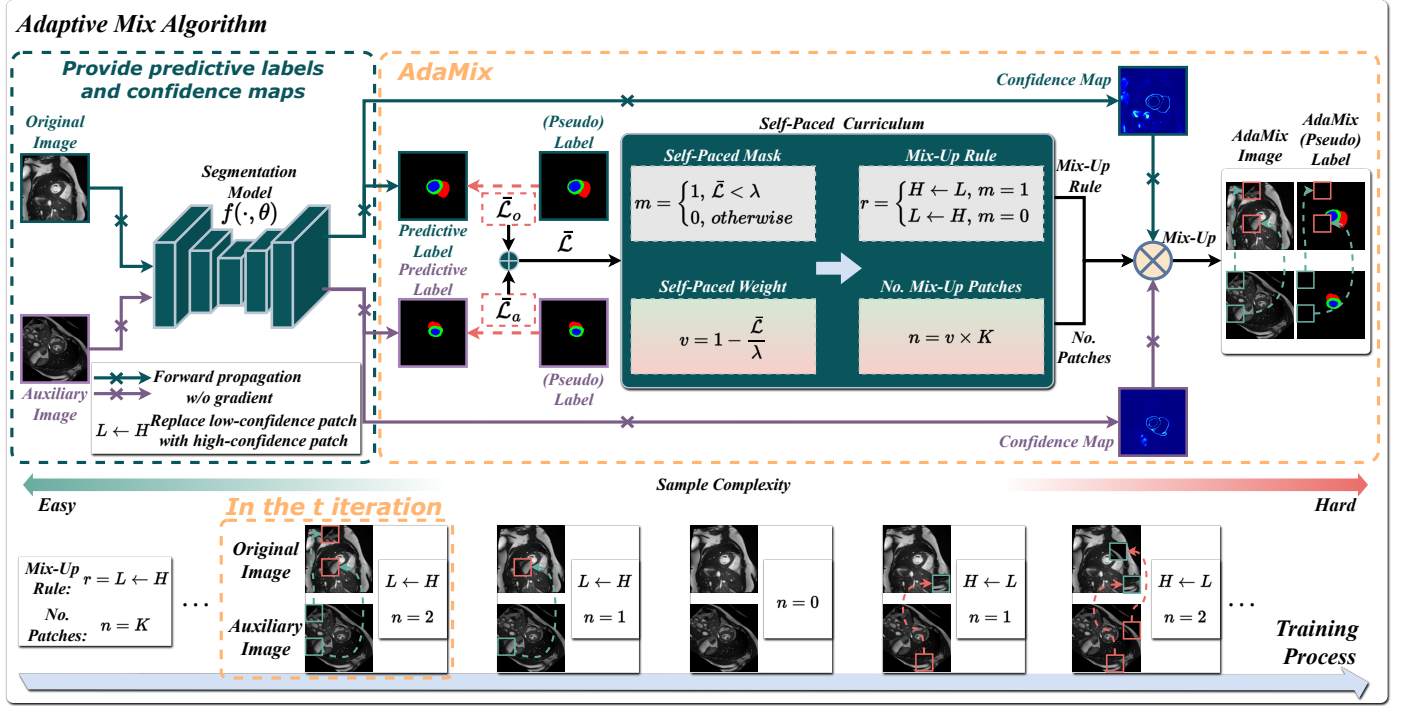 Adaptive Mix Algorithm
Provide predictive labels
and confidence maps
Original
Image
Segmentation
Model
f(·, θ)
Auxiliary
Image
Forward propagation
w/o gradient
L ← H Replace low-confidence patch
with high-confidence patch
AdaMix
(Pseudo)
Label
Predictive
Label
Predictive
Label
(Pseudo)
Label
L̄_o
L̄_a
L̄
Self-Paced Curriculum
Self-Paced Mask
m = {1, L̄ < λ
0, otherwise
Mix-Up Rule
r = {H ← L, m = 1
L ← H, m = 0
Self-Paced Weight
v = 1 − L̄/λ
No. Mix-Up Patches
n = v × K
Mix-Up
Rule
No.
Patches
Confidence Map
Confidence Map
Mix-Up
AdaMix
Image
AdaMix
(Pseudo)
Label
Easy
Sample Complexity
Hard
In the t iteration
Mix-Up
Rule: r = L ← H
No.
Patches: n = K
...
Original
Image
Auxiliary
Image
L ← H
n = 2
L ← H
n = 1
n = 0
H ← L
n = 1
H ← L
n = 2
...
Training
Process